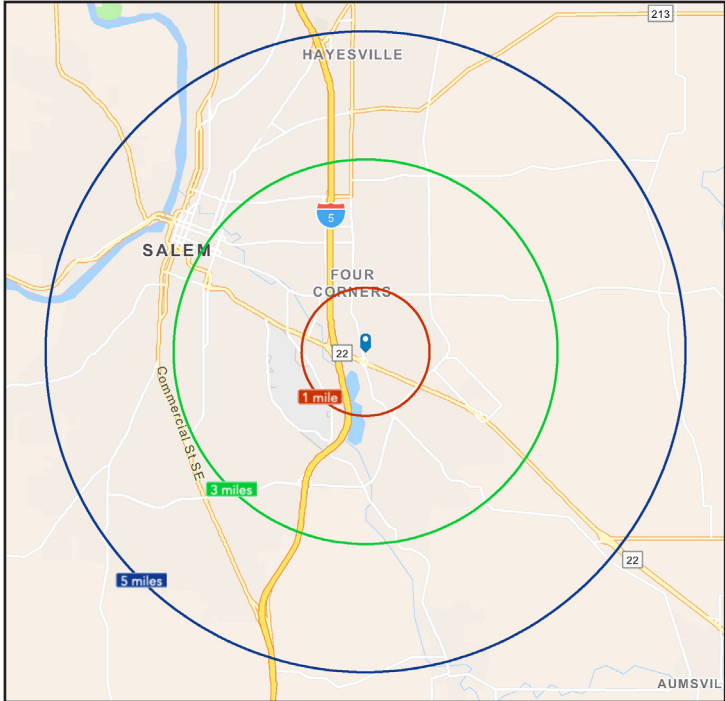 213
HAYESVILLE
5
SALEM
FOUR
CORNERS
22
1 mile
Commercial St SE
3 miles
22
5 miles
AUMSVIL